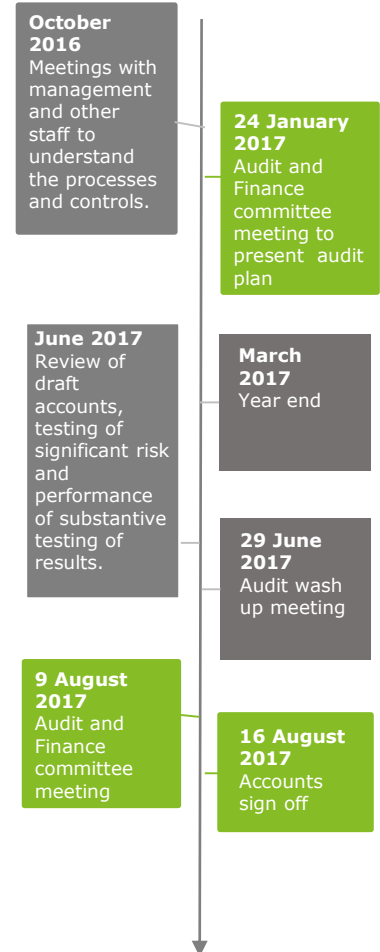 October
2016
Meetings with
management
and other
staff to
understand
the processes
and controls.
24 January
2017
Audit and
Finance
committee
meeting to
present audit
plan
March
2017
Year end
June 2017
Review of
draft
accounts,
testing of
significant risk
and
performance
of substantive
testing of
results.
29 June
2017
Audit wash
up meeting
9 August
2017
Audit and
Finance
committee
meeting
16 August
2017
Accounts
sign off